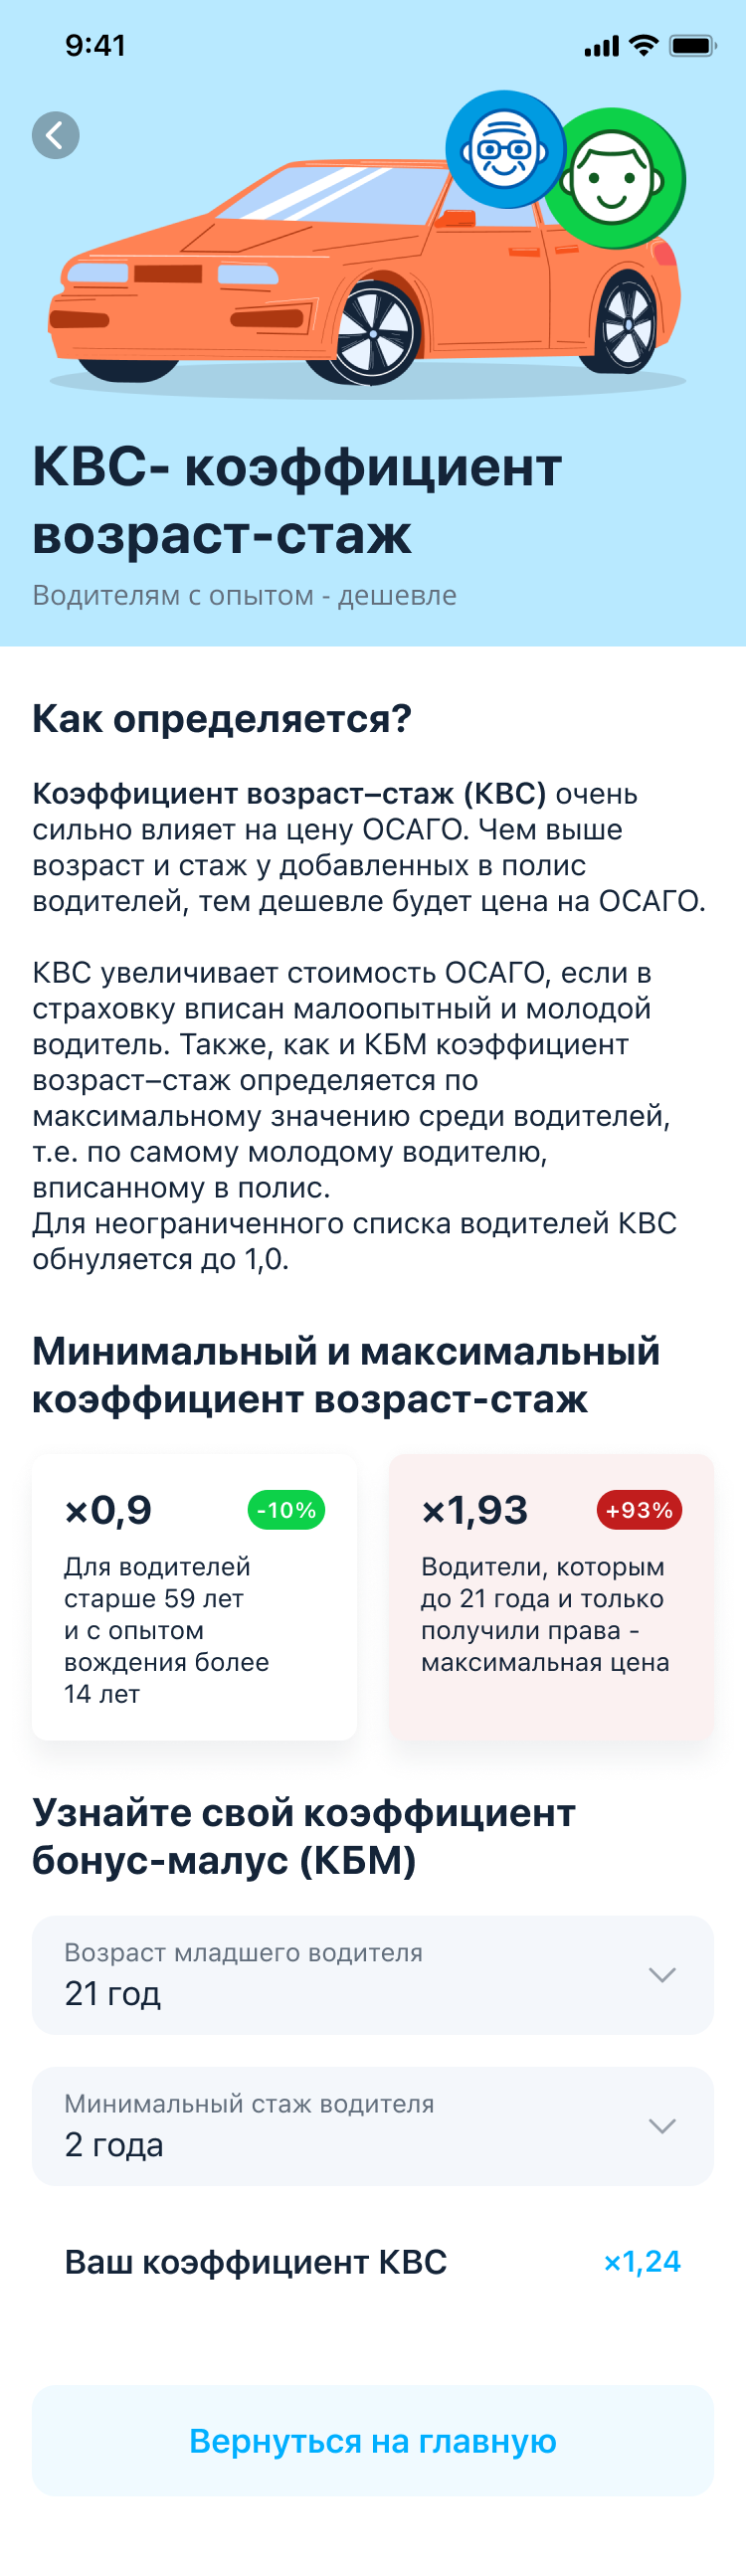 9:41
КВС- коэффициент
возраст-стаж
Водителям с опытом - дешевле
Как определяется?
Коэффициент возраст–стаж (КВС) очень
сильно влияет на цену ОСАГО. Чем выше
возраст и стаж у добавленных в полис
водителей, тем дешевле будет цена на ОСАГО.
КВС увеличивает стоимость ОСАГО, если в
страховку вписан малоопытный и молодой
водитель. Также, как и КБМ коэффициент
возраст–стаж определяется по
максимальному значению среди водителей,
т.е. по самому молодому водителю,
вписанному в полис.
Для неограниченного списка водителей КВС
обнуляется до 1,0.
Минимальный и максимальный
коэффициент возраст-стаж
×0,9
-10%
Для водителей
старше 59 лет
и с опытом
вождения более
14 лет
×1,93
+93%
Водители, которым
до 21 года и только
получили права -
максимальная цена
Узнайте свой коэффициент
бонус-малус (КБМ)
Возраст младшего водителя
21 год
Минимальный стаж водителя
2 года
Ваш коэффициент КВС
×1,24
Вернуться на главную